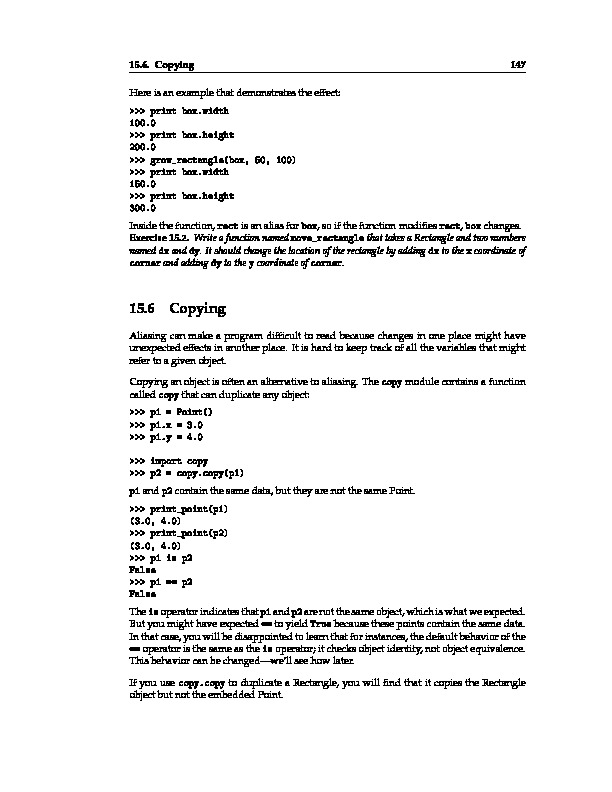 15.6. Copying 147
Here is an example that demonstrates the effect:
>>> print box.width
100.0
>>> print box.height
200.0
>>> grow_rectangle(box, 50, 100)
>>> print box.width
150.0
>>> print box.height
300.0
Inside the function, rect is an alias for box, so if the function modifies rect, box changes.
Exercise 15.2. Write a function named move_rectangle that takes a Rectangle and two numbers
named dx and dy. It should change the location of the rectangle by adding dx to the x coordinate of
corner and adding dy to the y coordinate of corner.
15.6 Copying
Aliasing can make a program difficult to read because changes in one place might have
unexpected effects in another place. It is hard to keep track of all the variables that might
refer to a given object.
Copying an object is often an alternative to aliasing. The copy module contains a function
called copy that can duplicate any object:
>>> p1 = Point()
>>> p1.x = 3.0
>>> p1.y = 4.0
>>> import copy
>>> p2 = copy.copy(p1)
p1 and p2 contain the same data, but they are not the same Point.
>>> print_point(p1)
(3.0, 4.0)
>>> print_point(p2)
(3.0, 4.0)
>>> p1 is p2
False
>>> p1 == p2
False
The is operator indicates that p1 and p2 are not the same object, which is what we expected.
But you might have expected == to yield True because these points contain the same data.
In that case, you will be disappointed to learn that for instances, the default behavior of the
== operator is the same as the is operator; it checks object identity, not object equivalence.
This behavior can be changed—we'll see how later.
If you use copy.copy to duplicate a Rectangle, you will find that it copies the Rectangle
object but not the embedded Point.